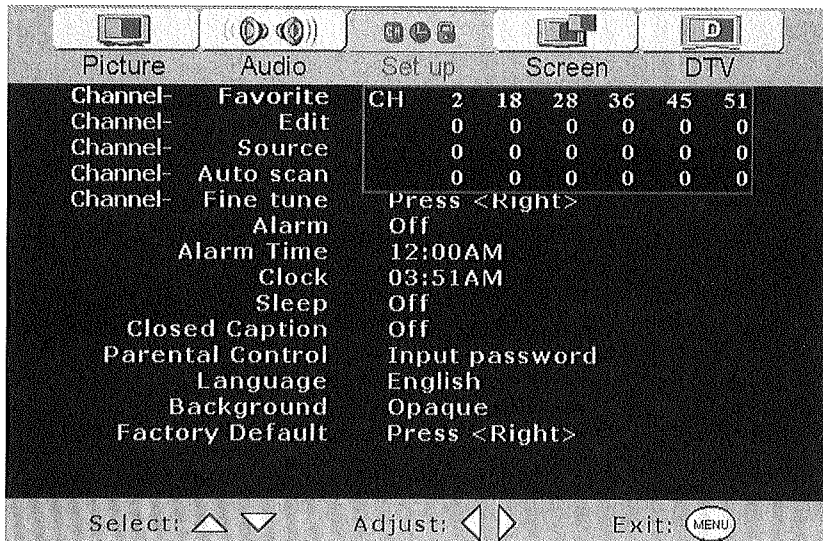 Picture Audio Set up Screen DTV
Channel- Favorite CH 2 18 28 36 45 51
Channel- Edit 0 0 0 0 0 0
Channel- Source 0 0 0 0 0 0
Channel- Auto scan 0 0 0 0 0 0
Channel- Fine tune Press <Right>
Alarm Off
Alarm Time 12:00AM
Clock 03:51AM
Sleep Off
Closed Caption Off
Parental Control Input password
Language English
Background Opaque
Factory Default Press <Right>
Select: Adjust: Exit: MENU